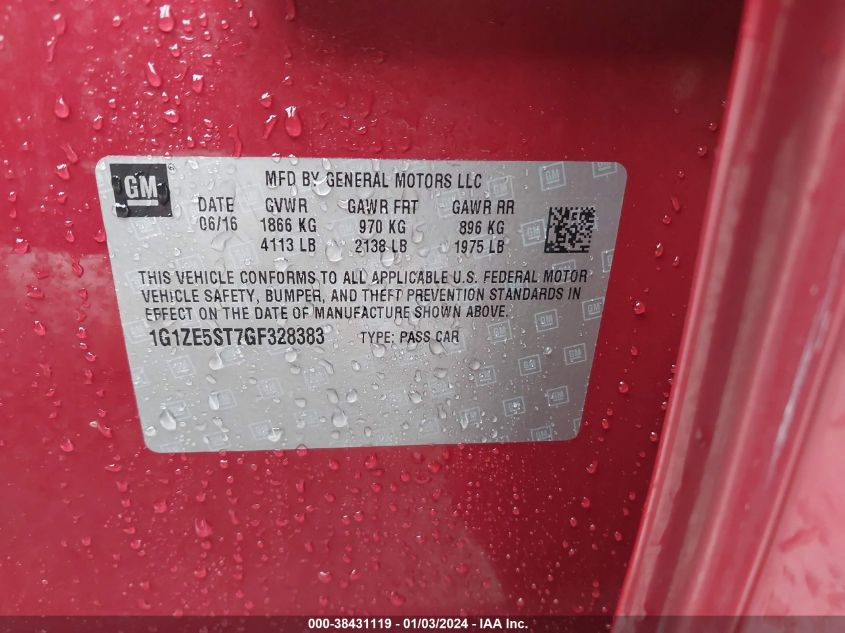 GM
MFD BY GENERAL MOTORS LLC
DATE GVWR GAWR FRT GAWR RR
06/16 1866 KG 970 KG 896 KG
4113 LB 2138 LB 1975 LB
THIS VEHICLE CONFORMS TO ALL APPLICABLE U.S. FEDERAL MOTOR
VEHICLE SAFETY, BUMPER, AND THEFT PREVENTION STANDARDS IN
EFFECT ON THE DATE OF MANUFACTURE SHOWN ABOVE.
1G1ZE5ST7GF328383 TYPE: PASS CAR
000-38431119 - 01/03/2024 - IAA Inc.